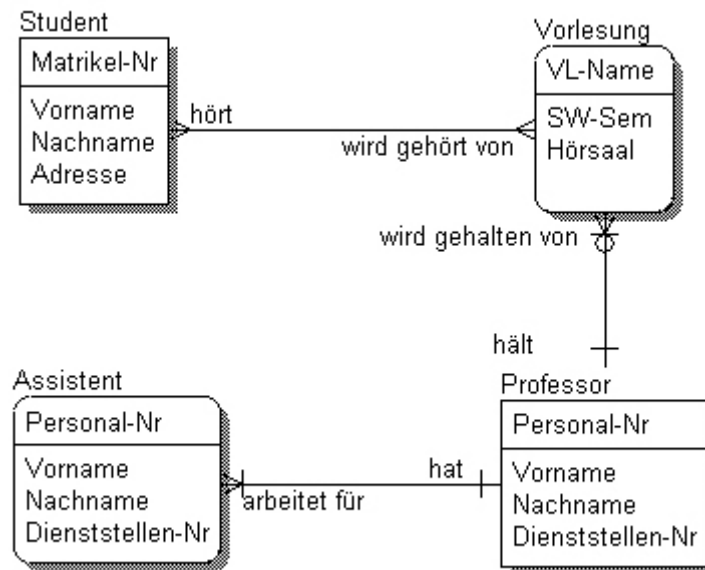 Student
Matrikel-Nr
Vorname
Nachname
Adresse
hört
wird gehört von
Vorlesung
VL-Name
SW-Sem
Hörsaal
wird gehalten von
hält
Assistent
Personal-Nr
Vorname
Nachname
Dienststellen-Nr
arbeitet für
hat
Professor
Personal-Nr
Vorname
Nachname
Dienststellen-Nr